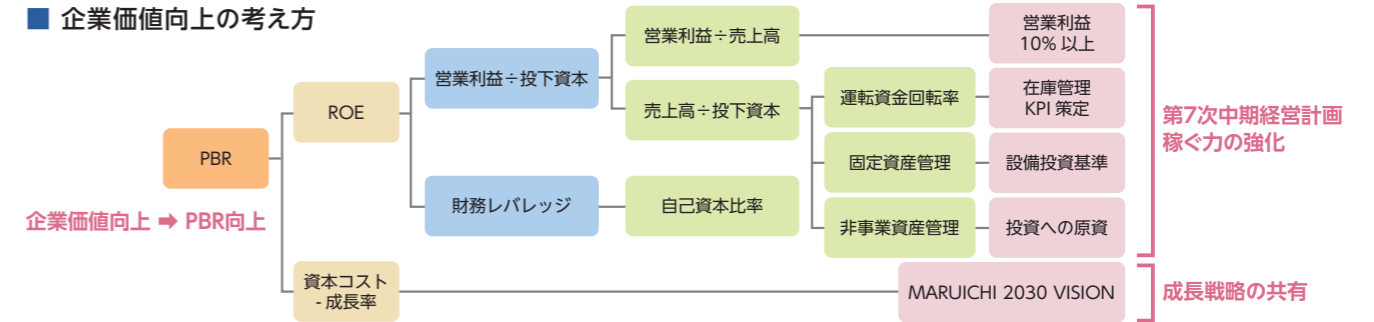 ■ 企業価値向上の考え方
PBR
企業価値向上 ➡ PBR向上
ROE
資本コスト
- 成長率
営業利益÷投下資本
財務レバレッジ
営業利益÷売上高
売上高÷投下資本
自己資本比率
運転資金回転率
固定資産管理
非事業資産管理
営業利益
10% 以上
在庫管理
KPI 策定
設備投資基準
投資への原資
MARUICHI 2030 VISION
第7次中期経営計画
稼ぐ力の強化
成長戦略の共有